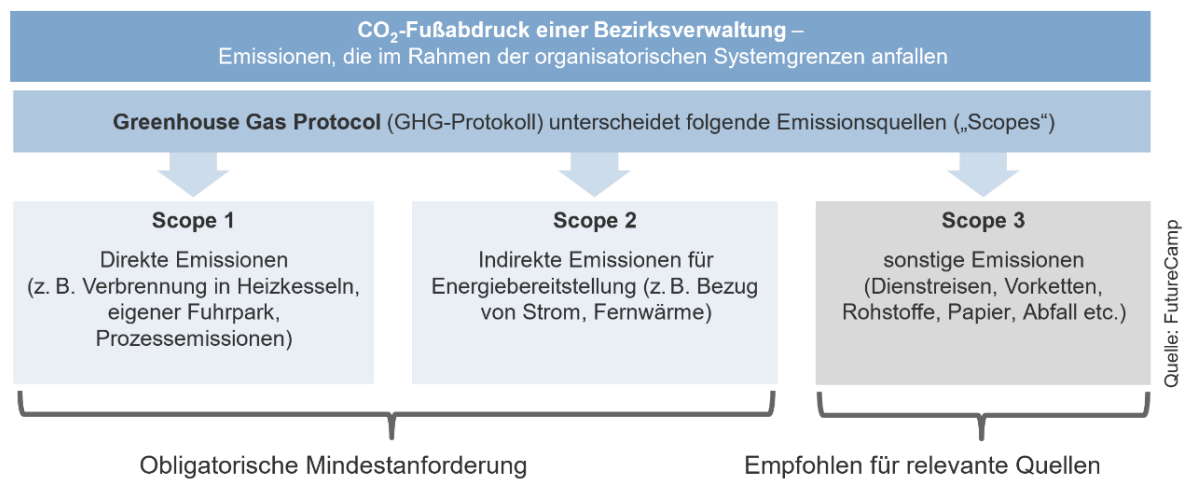 CO₂-Fußabdruck einer Bezirksverwaltung –
Emissionen, die im Rahmen der organisatorischen Systemgrenzen anfallen
Greenhouse Gas Protocol (GHG-Protokoll) unterscheidet folgende Emissionsquellen („Scopes“)
Scope 1
Direkte Emissionen
(z. B. Verbrennung in Heizkesseln,
eigener Fuhrpark,
Prozessemissionen)
Scope 2
Indirekte Emissionen für
Energiebereitstellung (z. B. Bezug
von Strom, Fernwärme)
Scope 3
sonstige Emissionen
(Dienstreisen, Vorketten,
Rohstoffe, Papier, Abfall etc.)
Quelle: FutureCamp
Obligatorische Mindestanforderung
Empfohlen für relevante Quellen